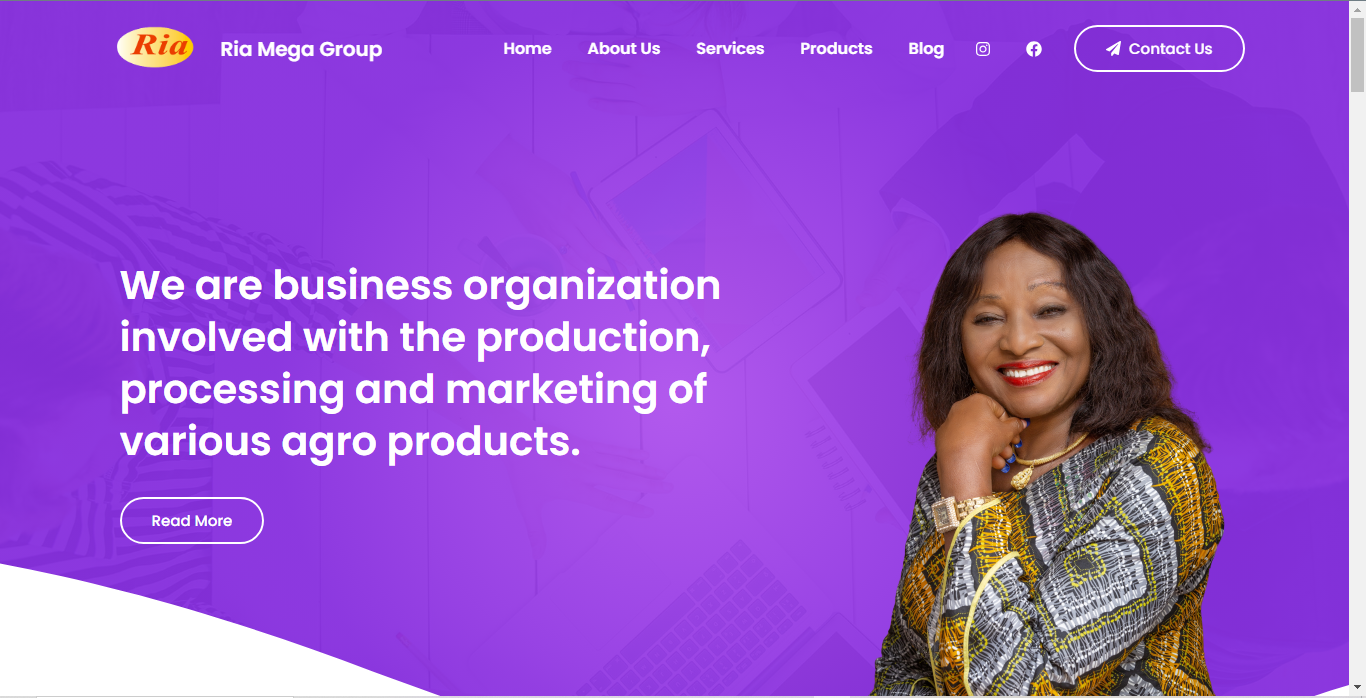 Ria
Ria Mega Group
Home
About Us
Services
Products
Blog
Contact Us
We are business organization
involved with the production,
processing and marketing of
various agro products.
Read More